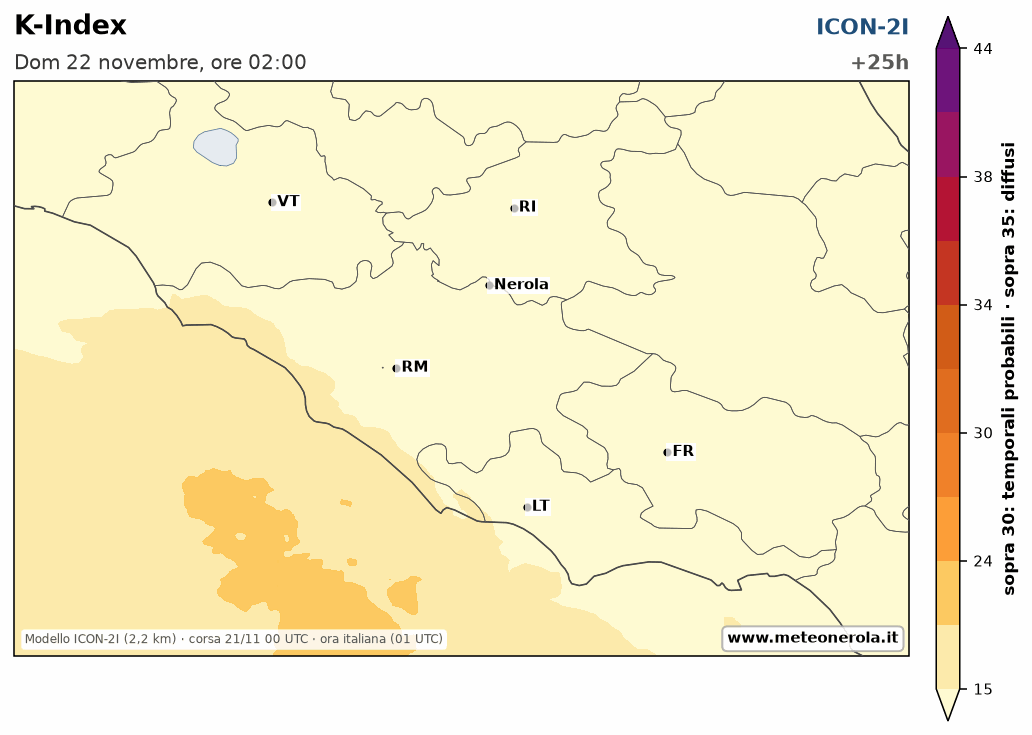 K-Index
ICON-2I
Dom 22 novembre, ore 02:00
+25h
44
38
34
30
24
15
sopra 30: temporali probabili · sopra 35: diffusi
VT
RI
Nerola
RM
FR
LT
Modello ICON-2I (2,2 km) · corsa 21/11 00 UTC · ora italiana (01 UTC)
www.meteonerola.it